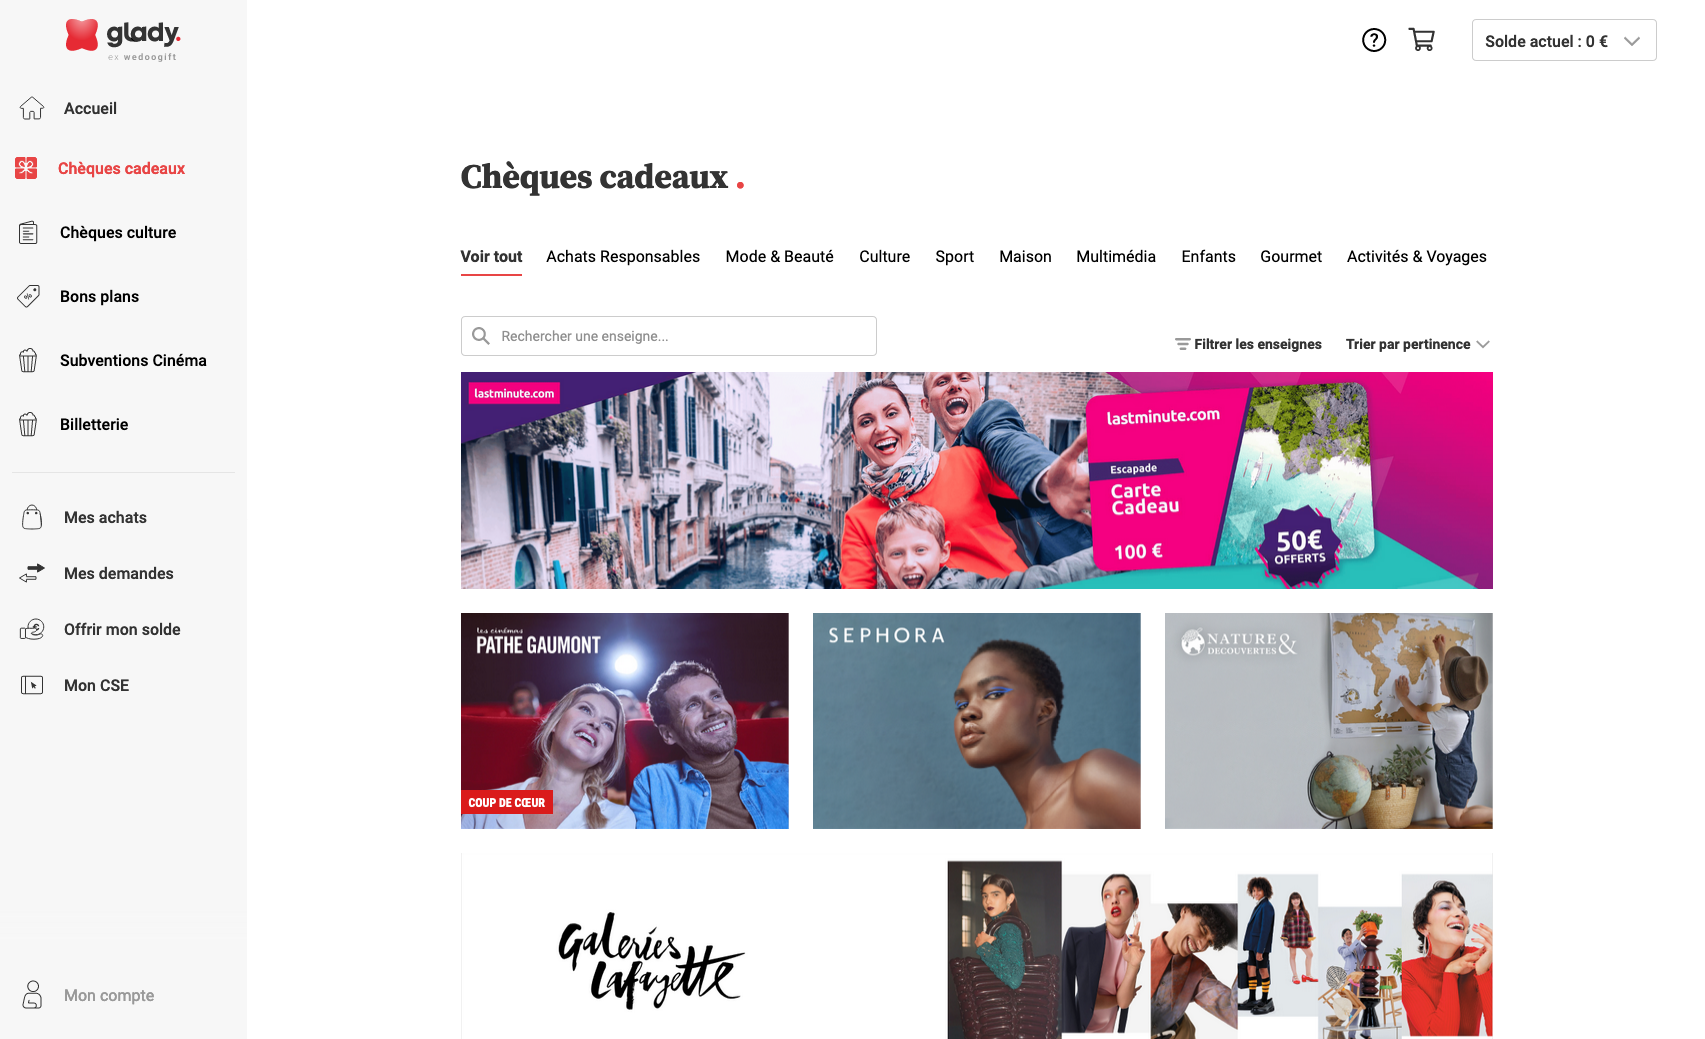 glady.
ex wedoogift
Accueil
Chèques cadeaux
Chèques culture
Bons plans
Subventions Cinéma
Billetterie
Mes achats
Mes demandes
Offrir mon solde
Mon CSE
Mon compte
Solde actuel : 0 €
Chèques cadeaux .
Voir tout Achats Responsables Mode & Beauté Culture Sport Maison Multimédia Enfants Gourmet Activités & Voyages
Rechercher une enseigne...
Filtrer les enseignes Trier par pertinence
lastminute.com
lastminute.com
Escapade
Carte
Cadeau
100 €
50€
OFFERTS
les cinémas
PATHE GAUMONT
COUP DE CŒUR
SEPHORA
NATURE &
DECOUVERTES
Galeries
Lafayette